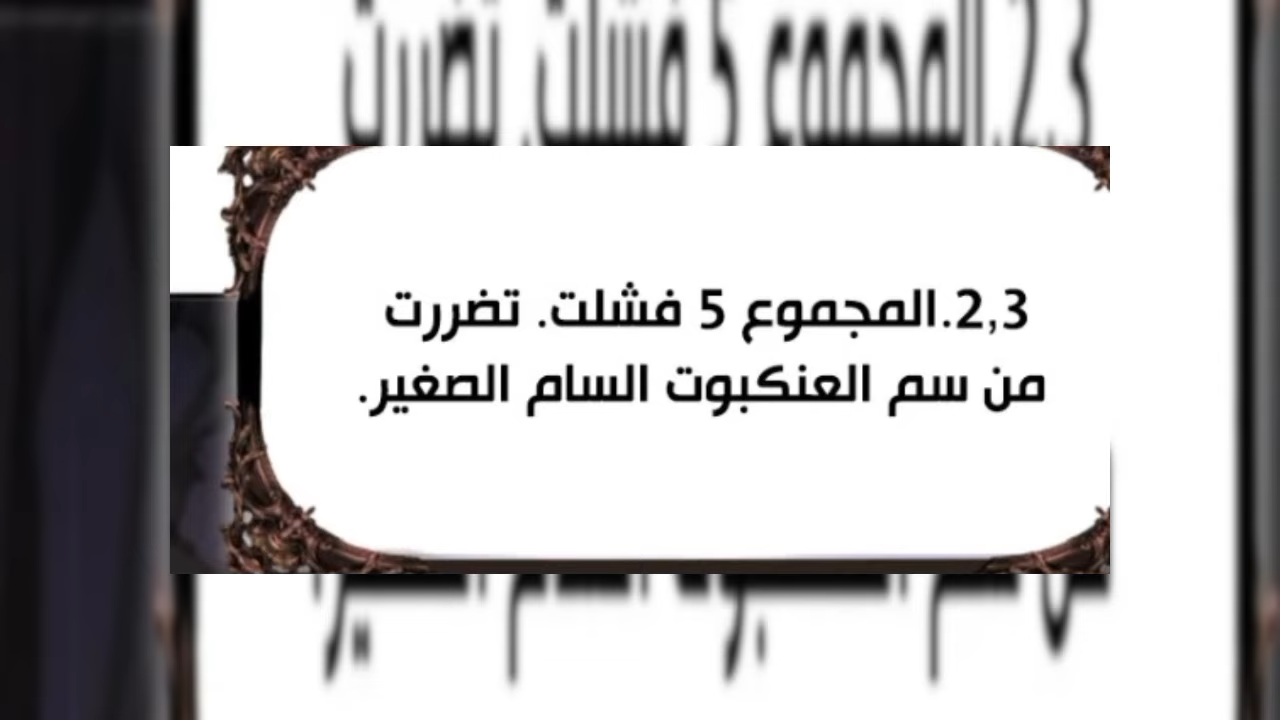 2,3.المجموع 5 فشلت. تضررت
من سم العنكبوت السام الصغير.